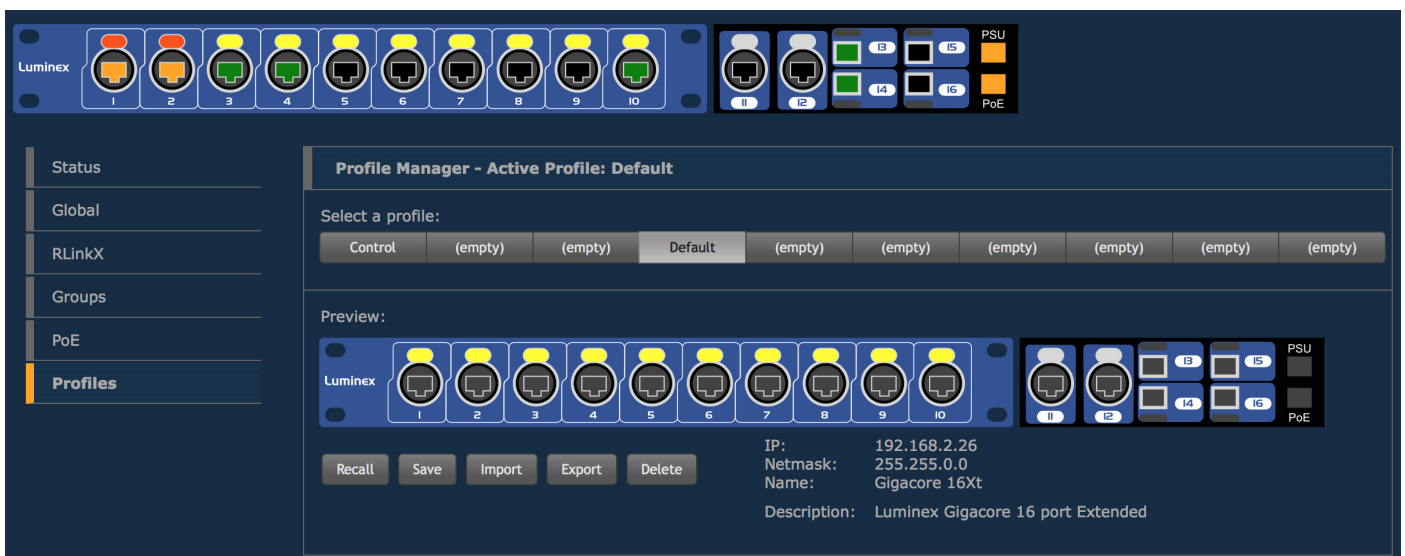 PSU
Luminex
1 2 3 4 5 6 7 8 9 10 11 12 13 15
14 16
PoE
Status
Global
RLinkX
Groups
PoE
Profiles
Profile Manager - Active Profile: Default
Select a profile:
Control (empty) (empty) Default (empty) (empty) (empty) (empty) (empty) (empty)
Preview:
PSU
Luminex
1 2 3 4 5 6 7 8 9 10 11 12 13 15
14 16
PoE
Recall Save Import Export Delete
IP: 192.168.2.26
Netmask: 255.255.0.0
Name: Gigacore 16Xt
Description: Luminex Gigacore 16 port Extended